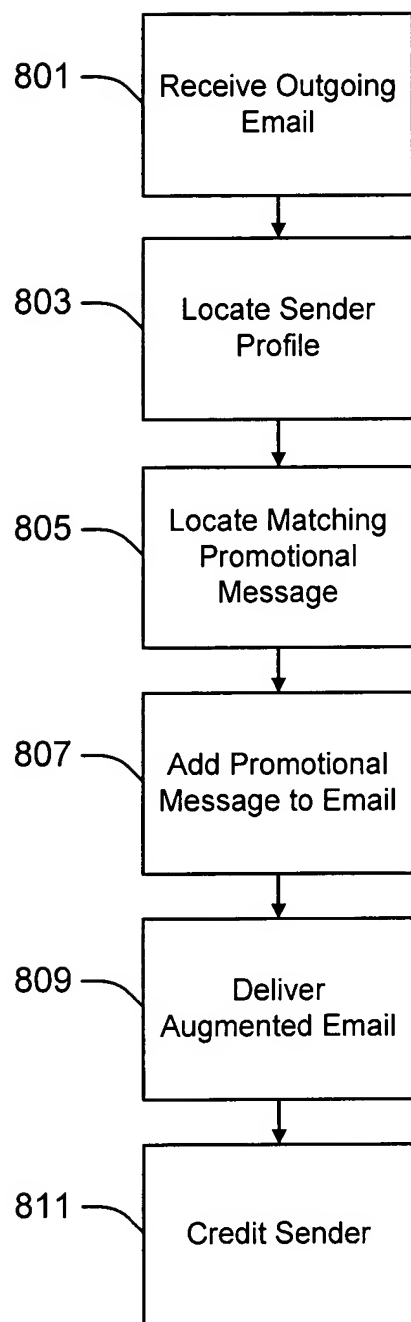 801
Receive Outgoing
Email
803
Locate Sender
Profile
805
Locate Matching
Promotional
Message
807
Add Promotional
Message to Email
809
Deliver
Augmented Email
811
Credit Sender